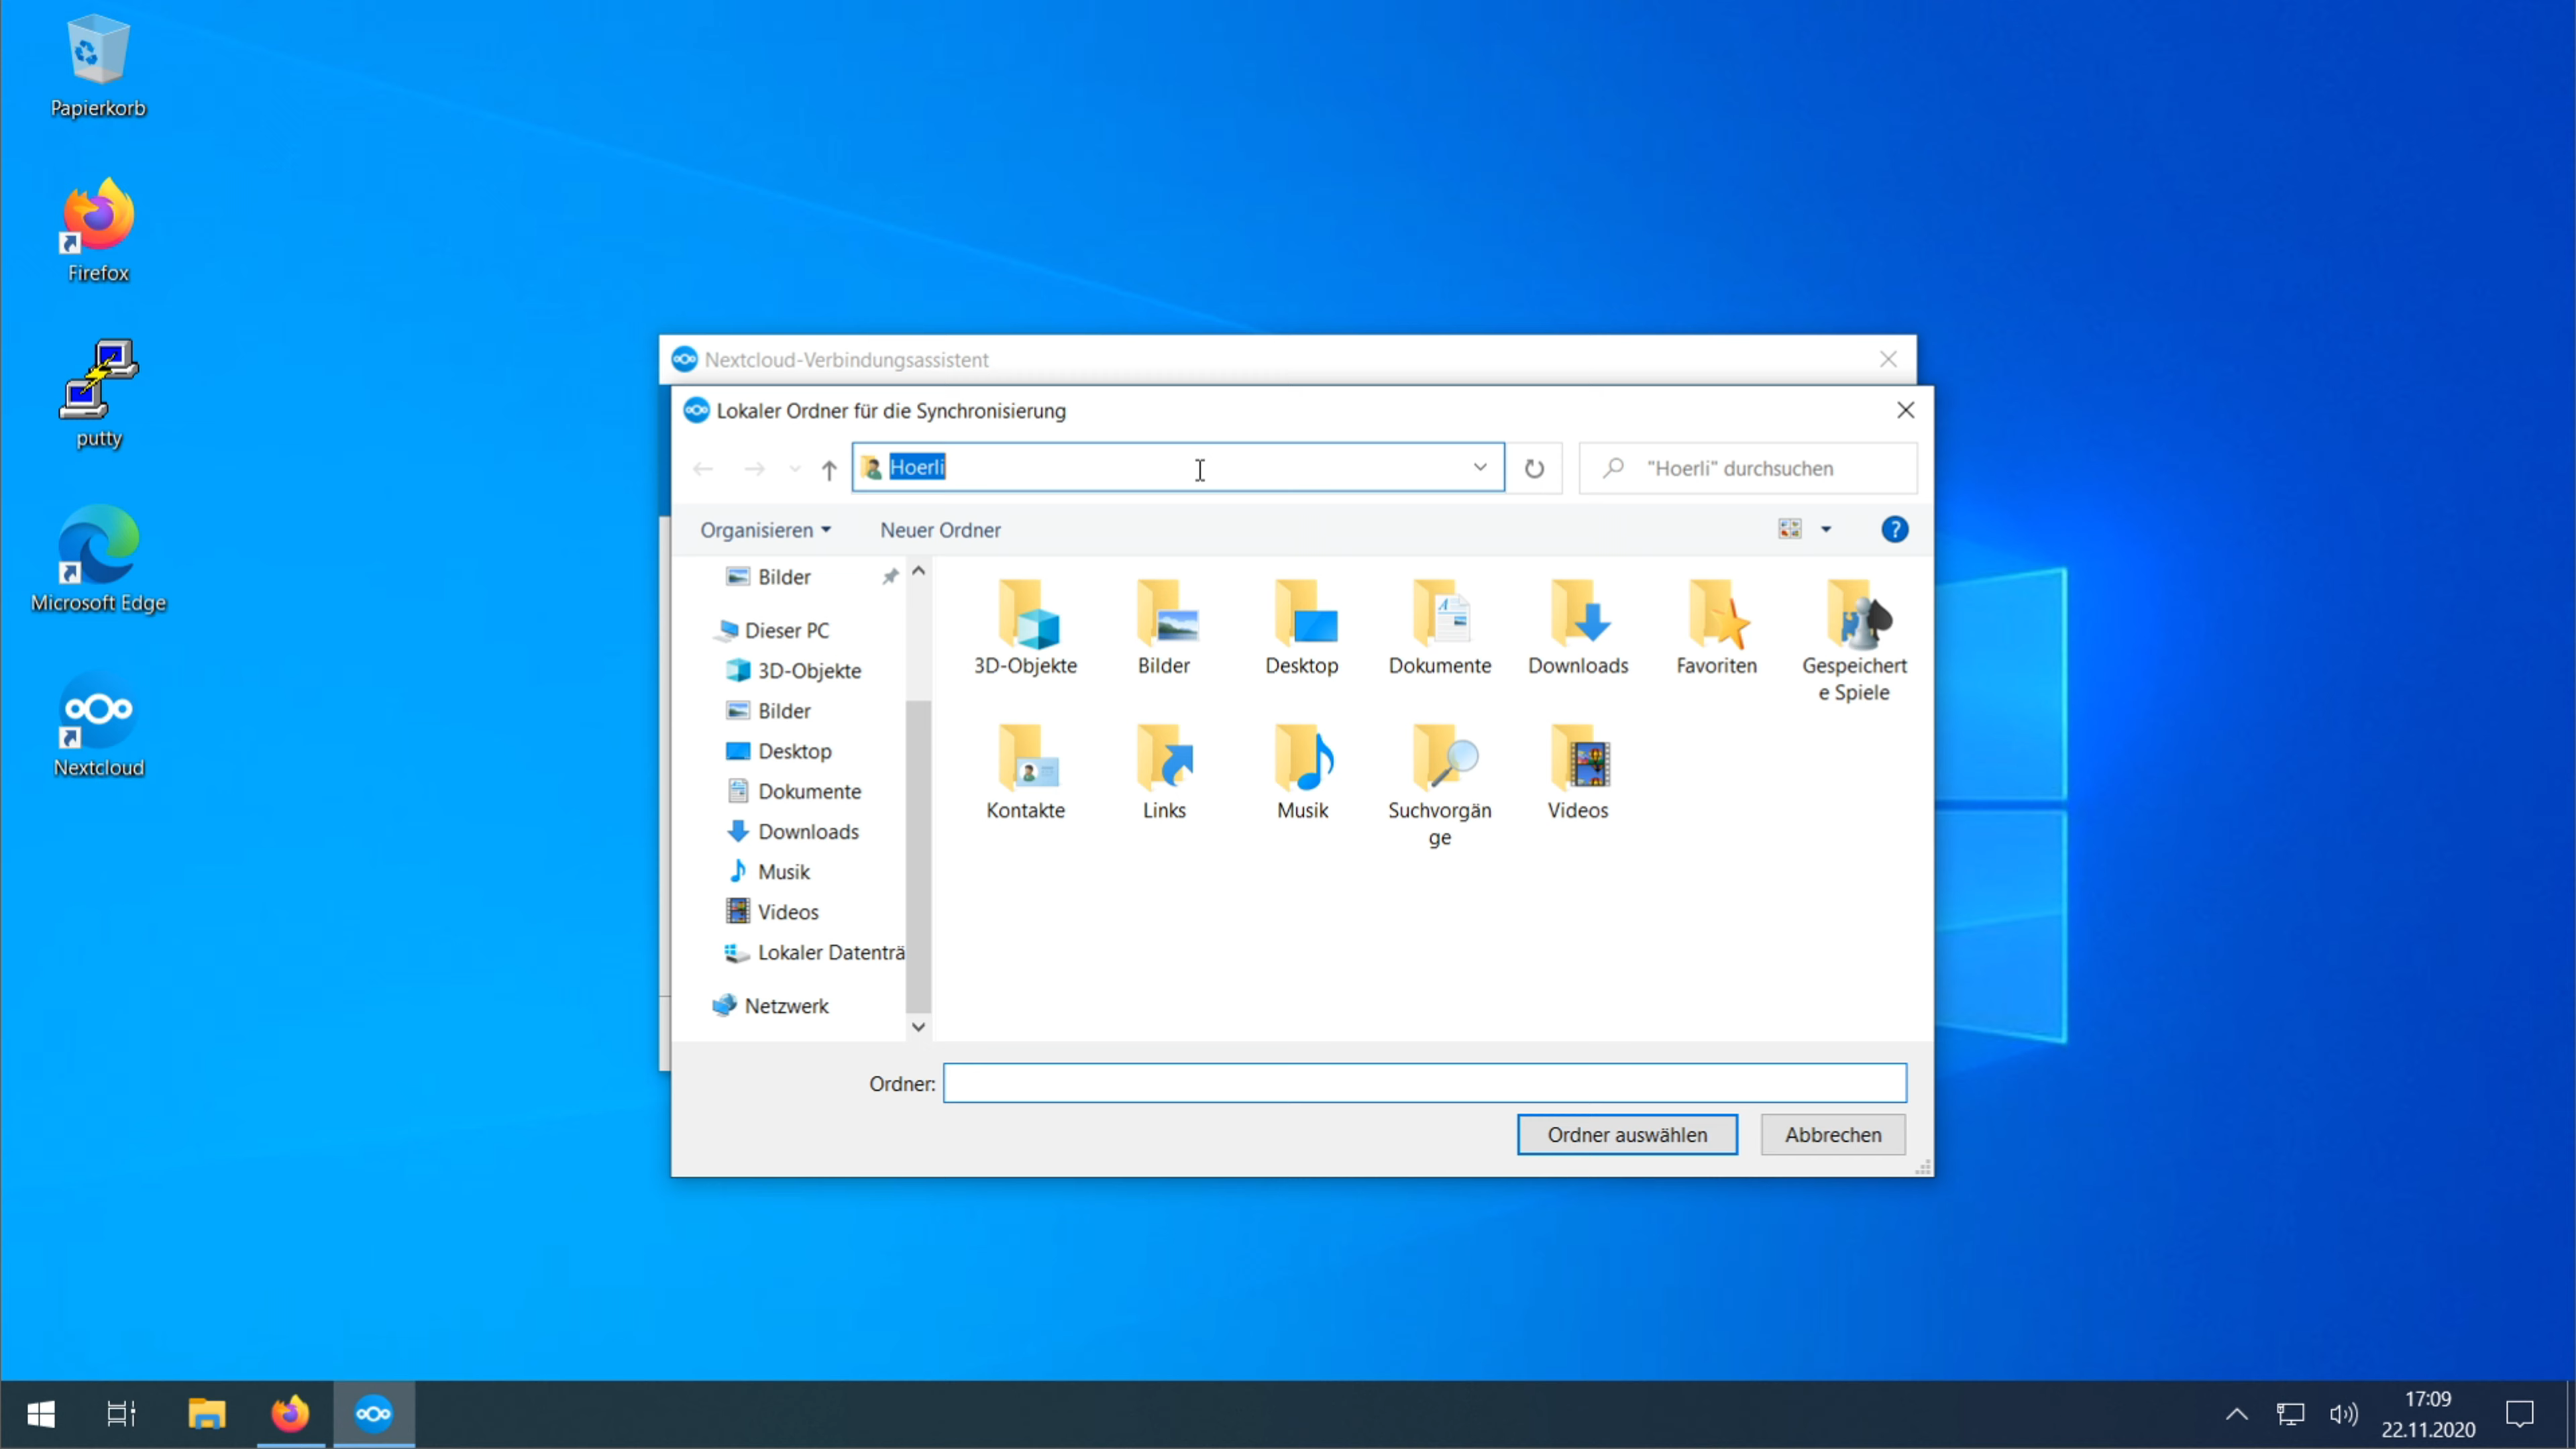 Papierkorb
Firefox
putty
Microsoft Edge
Nextcloud
Nextcloud-Verbindungsassistent
Lokaler Ordner für die Synchronisierung
Hoerli
"Hoerli" durchsuchen
Organisieren
Neuer Ordner
?
Bilder
Dieser PC
3D-Objekte
Bilder
Desktop
Dokumente
Downloads
Musik
Videos
Lokaler Datenträ
Netzwerk
3D-Objekte
Bilder
Desktop
Dokumente
Downloads
Favoriten
Gespeichert
e Spiele
Kontakte
Links
Musik
Suchvorgän
ge
Videos
Ordner:
Ordner auswählen
Abbrechen
17:09
22.11.2020